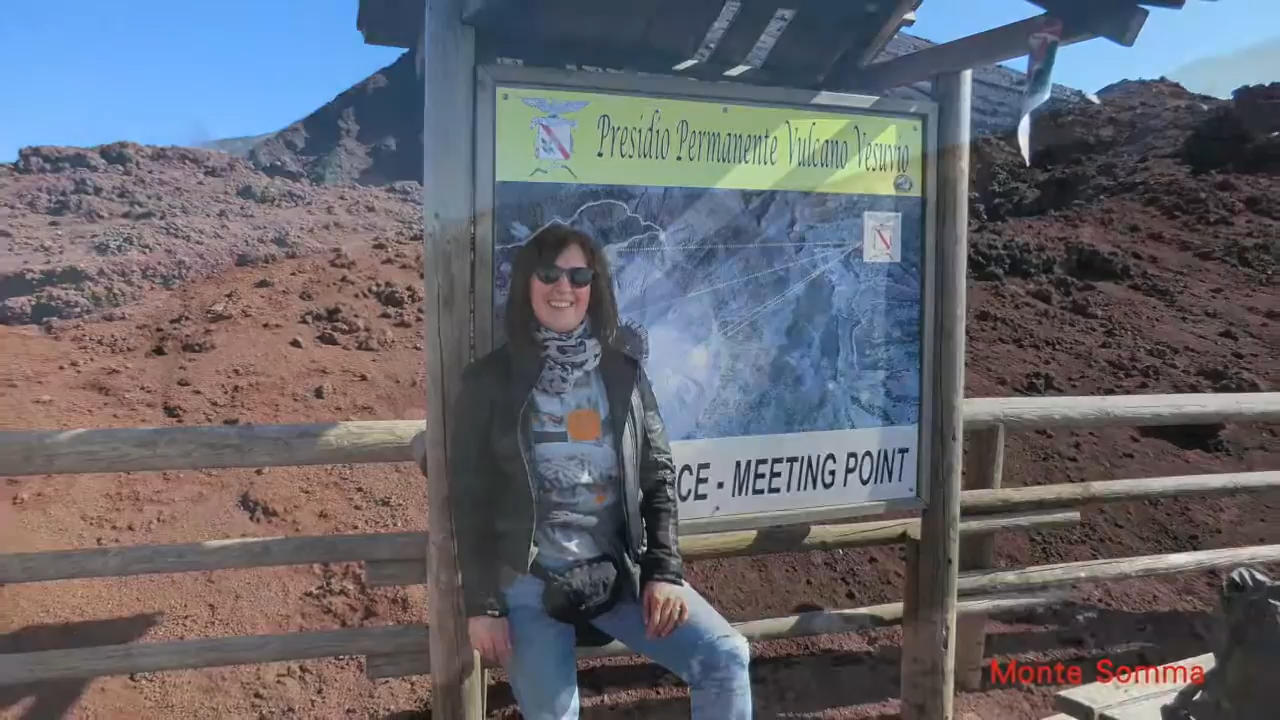 Presidio Permanente Vulcano Vesuvio
CE - MEETING POINT
Monte Somma